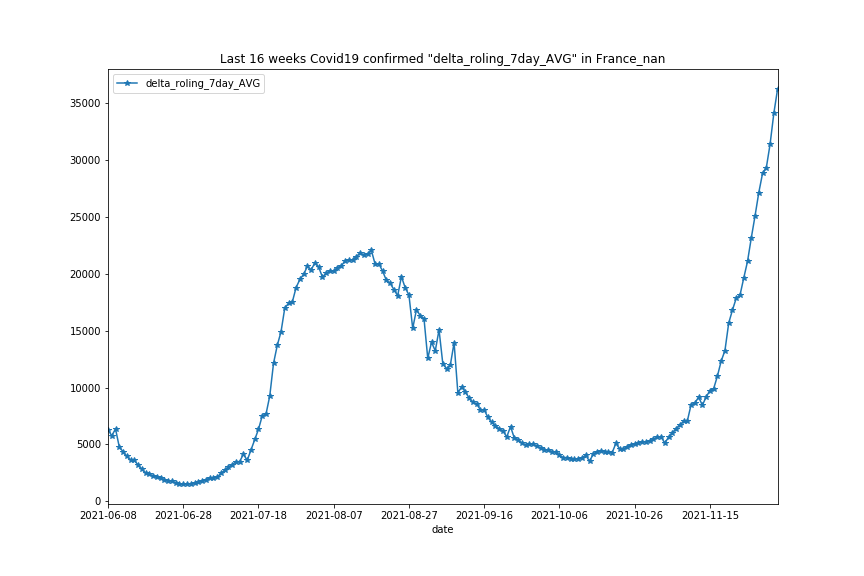 Last 16 weeks Covid19 confirmed "delta_roling_7day_AVG" in France_nan
delta_roling_7day_AVG
35000
30000
25000
20000
15000
10000
5000
0
2021-06-08 2021-06-28 2021-07-18 2021-08-07 2021-08-27 2021-09-16 2021-10-06 2021-10-26 2021-11-15
date